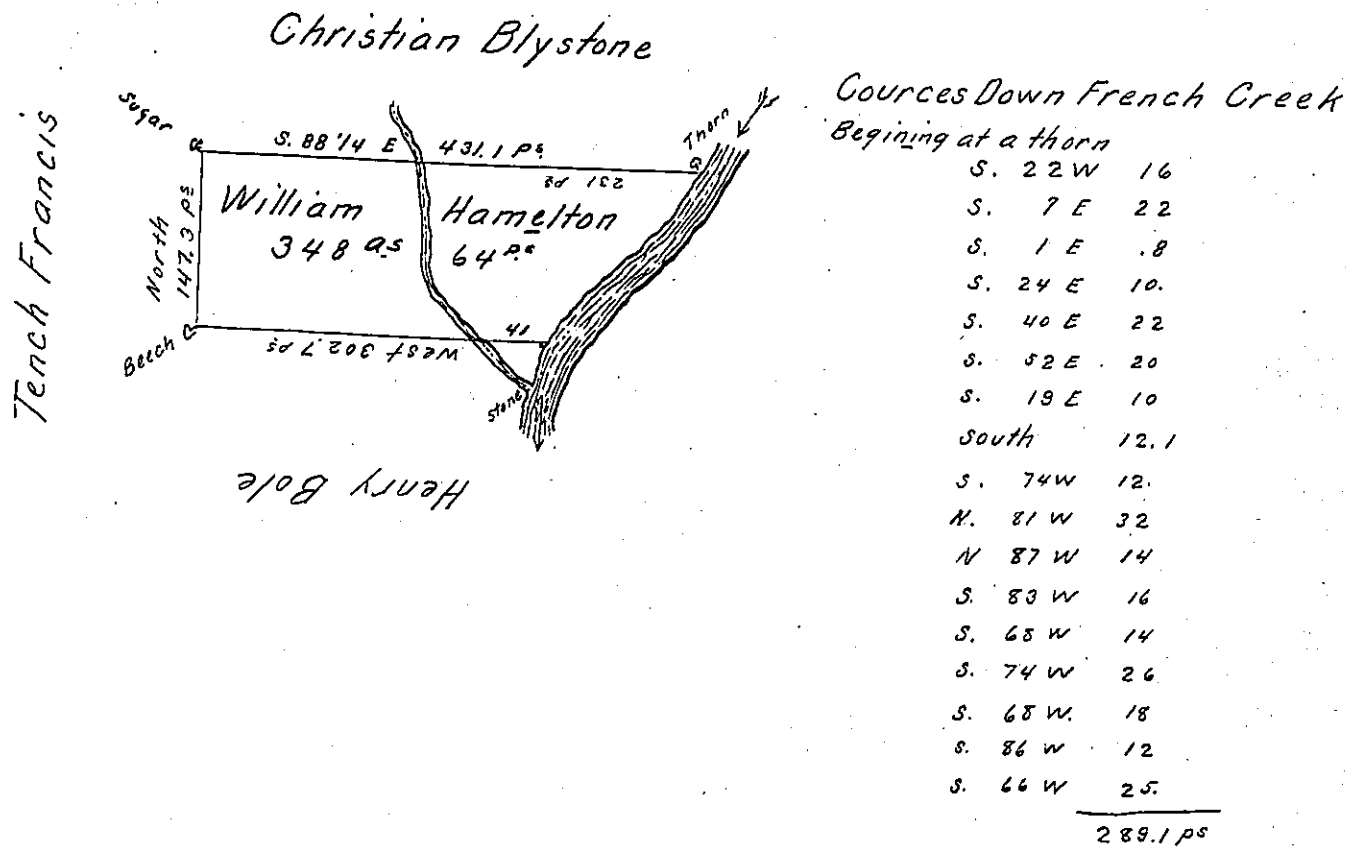 Christian Blystone
Tench Francis
Sugar
Thorn
S. 88 1/4 E 431.1 Ps.
231 Ps
William Hamelton
348 as 64 Ps
North
147.3 Ps
Beech
41
West 302.7 Ps
Stone
Henry Bole
Cources Down French Creek
Begining at a thorn
S. 22 W 16
S. 7 E 22
S. 1 E .8
S. 24 E 10.
S. 40 E 22
S. 52 E . 20
S. 19 E 10
South 12.1
S. 74 W 12.
N. 81 W 32
N 87 W 14
S. 83 W 16
S. 68 W 14
S. 74 W 26
S. 68 W. 18
S. 86 W 12
S. 66 W 25.
289.1 Ps